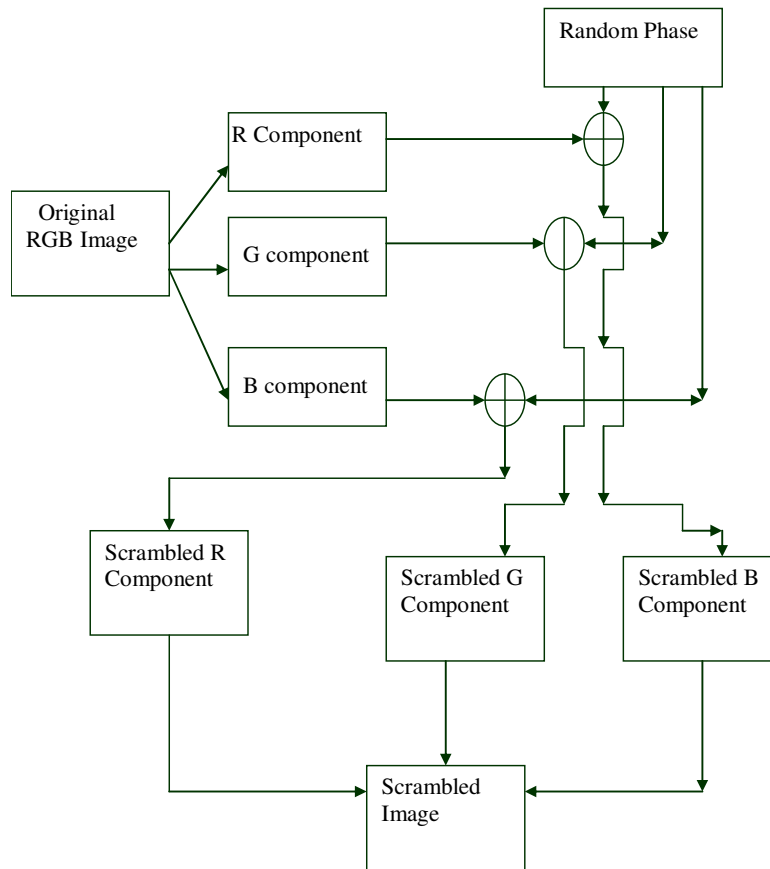 Random Phase
R Component
Original
RGB Image
G component
B component
Scrambled R
Component
Scrambled G
Component
Scrambled B
Component
Scrambled
Image